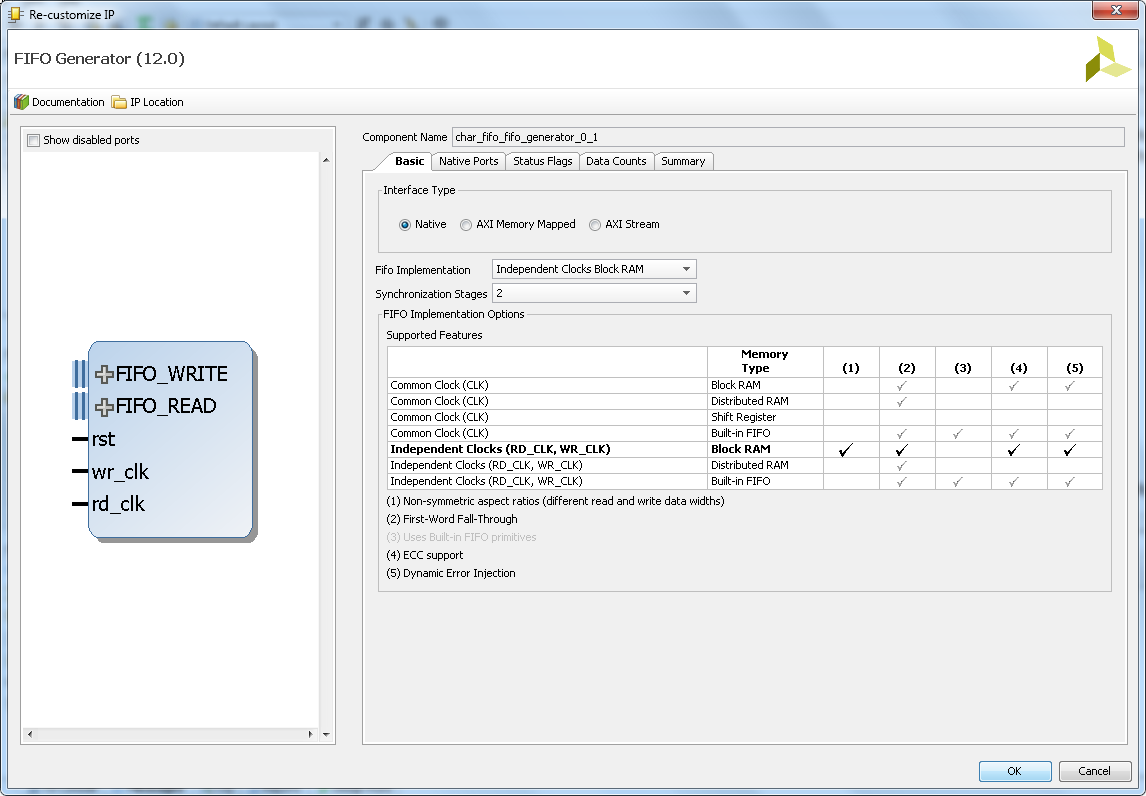 Re-customize IP
FIFO Generator (12.0)
Documentation IP Location
Show disabled ports
FIFO_WRITE
FIFO_READ
rst
wr_clk
rd_clk
Component Name char_fifo_fifo_generator_0_1
Basic Native Ports Status Flags Data Counts Summary
Interface Type
Native AXI Memory Mapped AXI Stream
Fifo Implementation Independent Clocks Block RAM
Synchronization Stages 2
FIFO Implementation Options
Supported Features
Memory
Type (1) (2) (3) (4) (5)
Common Clock (CLK) Block RAM
Common Clock (CLK) Distributed RAM
Common Clock (CLK) Shift Register
Common Clock (CLK) Built-in FIFO
Independent Clocks (RD_CLK, WR_CLK) Block RAM
Independent Clocks (RD_CLK, WR_CLK) Distributed RAM
Independent Clocks (RD_CLK, WR_CLK) Built-in FIFO
(1) Non-symmetric aspect ratios (different read and write data widths)
(2) First-Word Fall-Through
(3) Uses Built-in FIFO primitives
(4) ECC support
(5) Dynamic Error Injection
OK Cancel